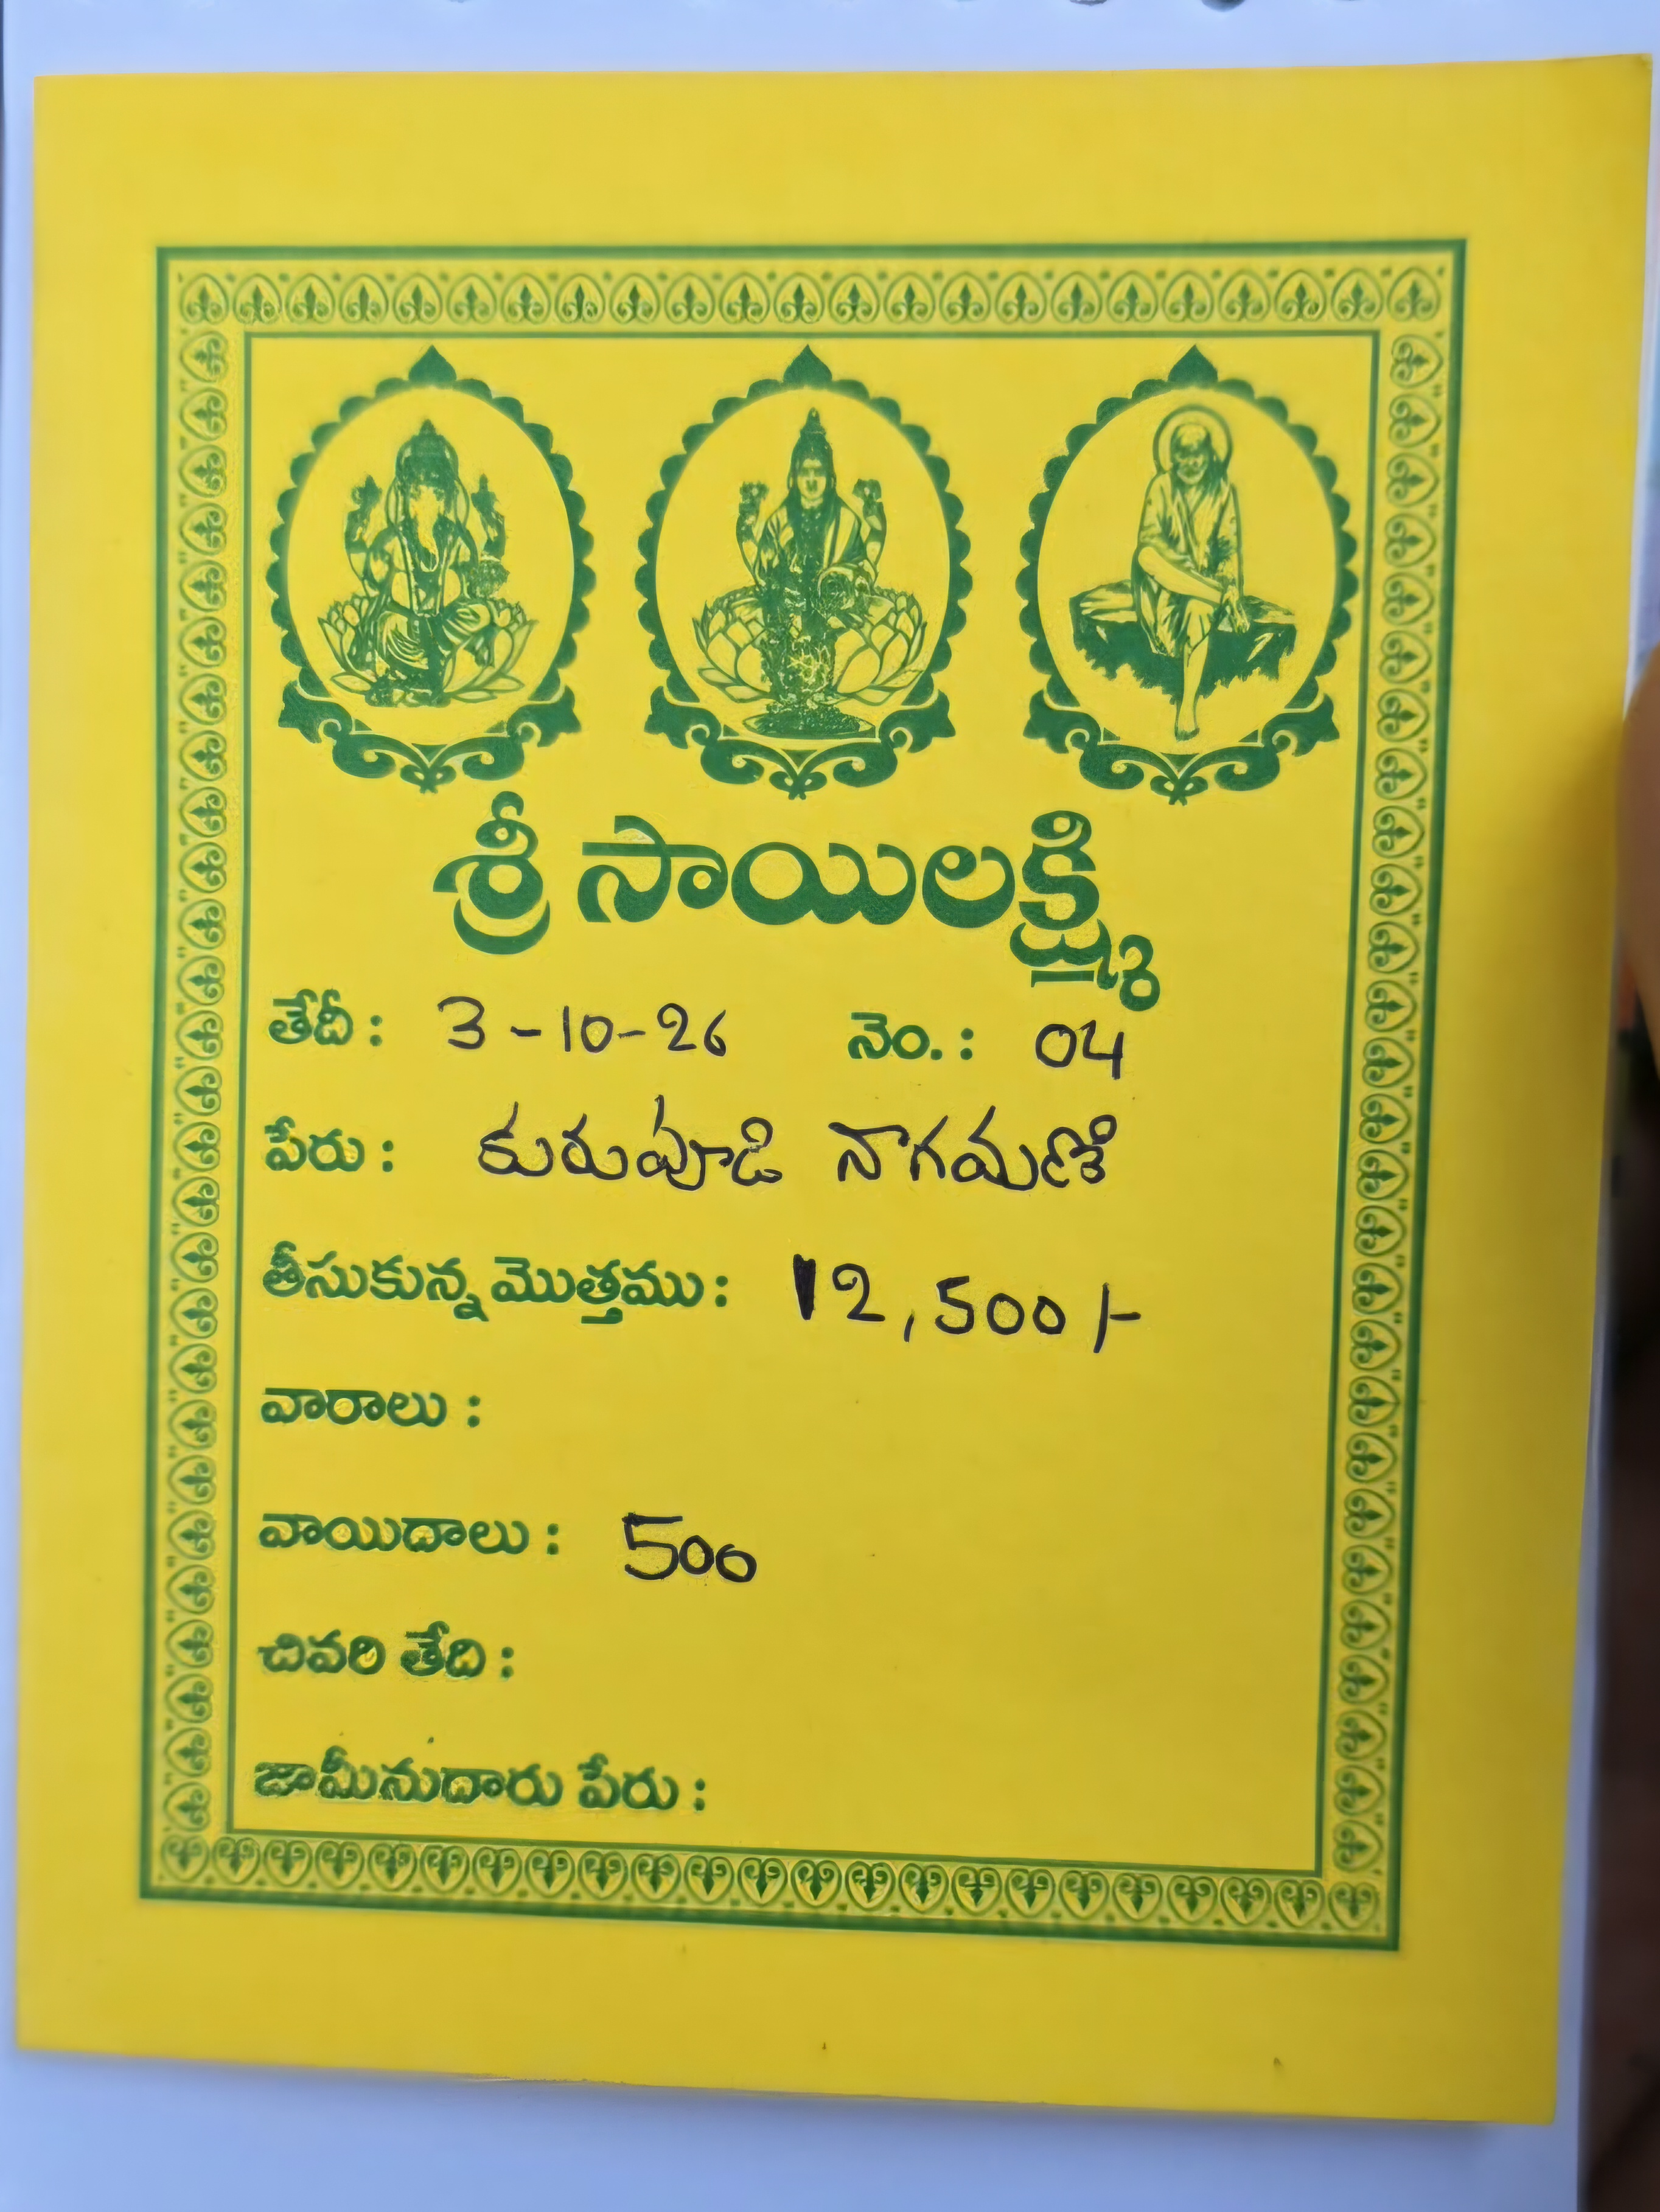 శ్రీ సాయిలక్ష్మి
తేదీ : 3-10-26 నెం. : 04
పేరు : కురుపూడి నాగమణి
తీసుకున్న మొత్తము : 12,500/-
వారాలు :
వాయిదాలు : 500
చివరి తేది :
జామీనుదారు పేరు :